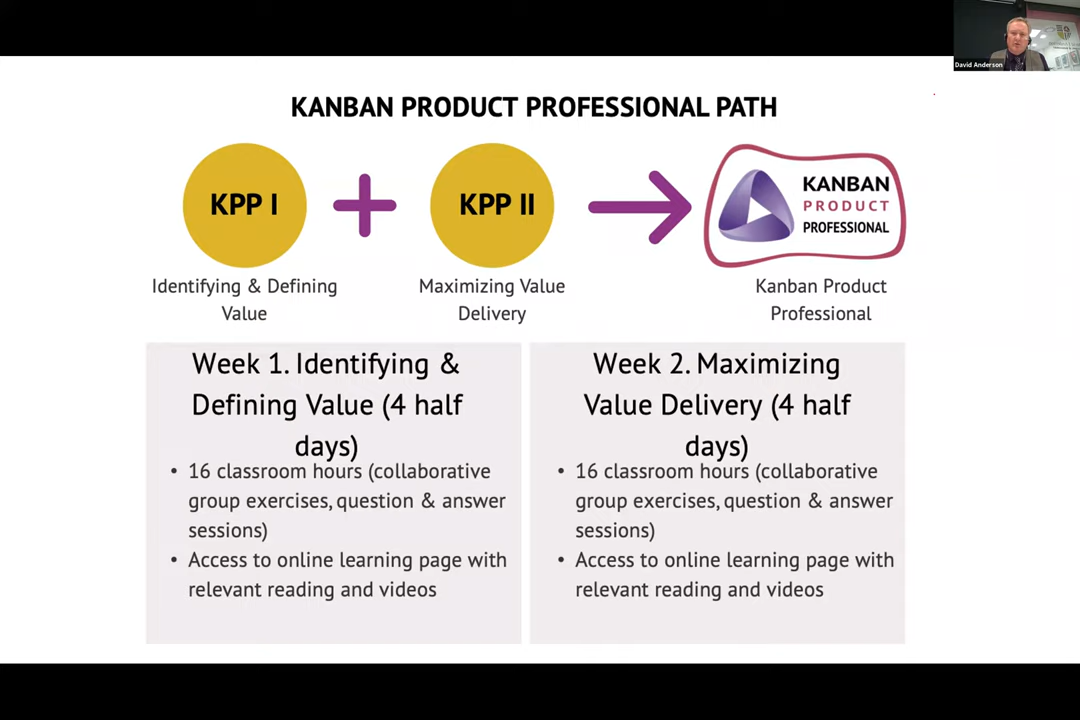 David Anderson
KANBAN PRODUCT PROFESSIONAL PATH
KPP I
KPP II
KANBAN
PRODUCT
PROFESSIONAL
Identifying & Defining
Value
Maximizing Value
Delivery
Kanban Product
Professional
Week 1. Identifying &
Defining Value (4 half
days)
• 16 classroom hours (collaborative
group exercises, question & answer
sessions)
• Access to online learning page with
relevant reading and videos
Week 2. Maximizing
Value Delivery (4 half
days)
• 16 classroom hours (collaborative
group exercises, question & answer
sessions)
• Access to online learning page with
relevant reading and videos